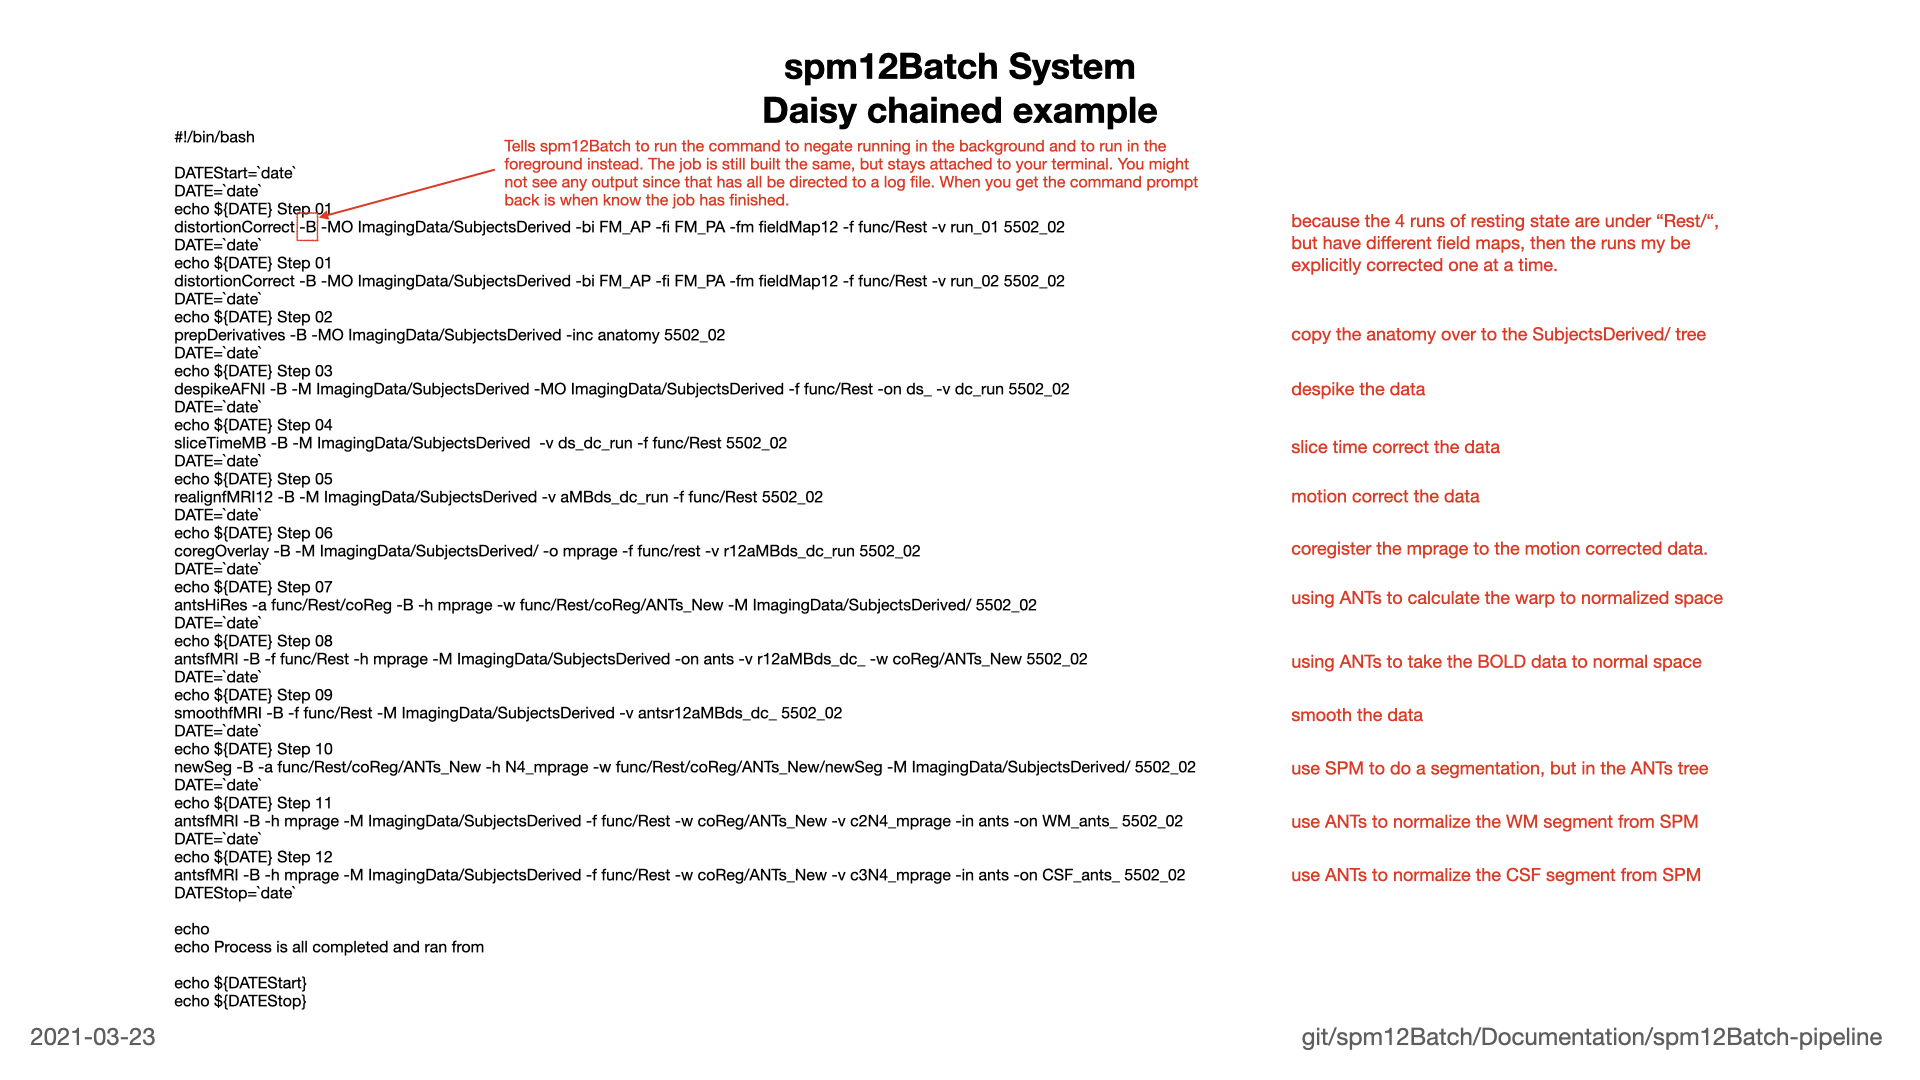 spm12Batch System
Daisy chained example
#!/bin/bash
Tells spm12Batch to run the command to negate running in the background and to run in the
foreground instead. The job is still built the same, but stays attached to your terminal. You might
not see any output since that has all be directed to a log file. When you get the command prompt
back is when know the job has finished.
DATEStart=`date`
DATE=`date`
echo ${DATE} Step 01
distortionCorrect -B -MO ImagingData/SubjectsDerived -bi FM_AP -fi FM_PA -fm fieldMap12 -f func/Rest -v run_01 5502_02
because the 4 runs of resting state are under “Rest/“,
but have different field maps, then the runs my be
explicitly corrected one at a time.
DATE=`date`
echo ${DATE} Step 01
distortionCorrect -B -MO ImagingData/SubjectsDerived -bi FM_AP -fi FM_PA -fm fieldMap12 -f func/Rest -v run_02 5502_02
DATE=`date`
echo ${DATE} Step 02
prepDerivatives -B -MO ImagingData/SubjectsDerived -inc anatomy 5502_02
copy the anatomy over to the SubjectsDerived/ tree
DATE=`date`
echo ${DATE} Step 03
despikeAFNI -B -M ImagingData/SubjectsDerived -MO ImagingData/SubjectsDerived -f func/Rest -on ds_ -v dc_run 5502_02
despike the data
DATE=`date`
echo ${DATE} Step 04
sliceTimeMB -B -M ImagingData/SubjectsDerived  -v ds_dc_run -f func/Rest 5502_02
slice time correct the data
DATE=`date`
echo ${DATE} Step 05
realignfMRI12 -B -M ImagingData/SubjectsDerived -v aMBds_dc_run -f func/Rest 5502_02
motion correct the data
DATE=`date`
echo ${DATE} Step 06
coregOverlay -B -M ImagingData/SubjectsDerived/ -o mprage -f func/rest -v r12aMBds_dc_run 5502_02
coregister the mprage to the motion corrected data.
DATE=`date`
echo ${DATE} Step 07
antsHiRes -a func/Rest/coReg -B -h mprage -w func/Rest/coReg/ANTs_New -M ImagingData/SubjectsDerived/ 5502_02
using ANTs to calculate the warp to normalized space
DATE=`date`
echo ${DATE} Step 08
antsfMRI -B -f func/Rest -h mprage -M ImagingData/SubjectsDerived -on ants -v r12aMBds_dc_ -w coReg/ANTs_New 5502_02
using ANTs to take the BOLD data to normal space
DATE=`date`
echo ${DATE} Step 09
smoothfMRI -B -f func/Rest -M ImagingData/SubjectsDerived -v antsr12aMBds_dc_ 5502_02
smooth the data
DATE=`date`
echo ${DATE} Step 10
newSeg -B -a func/Rest/coReg/ANTs_New -h N4_mprage -w func/Rest/coReg/ANTs_New/newSeg -M ImagingData/SubjectsDerived/ 5502_02
use SPM to do a segmentation, but in the ANTs tree
DATE=`date`
echo ${DATE} Step 11
antsfMRI -B -h mprage -M ImagingData/SubjectsDerived -f func/Rest -w coReg/ANTs_New -v c2N4_mprage -in ants -on WM_ants_ 5502_02
use ANTs to normalize the WM segment from SPM
DATE=`date`
echo ${DATE} Step 12
antsfMRI -B -h mprage -M ImagingData/SubjectsDerived -f func/Rest -w coReg/ANTs_New -v c3N4_mprage -in ants -on CSF_ants_ 5502_02
use ANTs to normalize the CSF segment from SPM
DATEStop=`date`
echo
echo Process is all completed and ran from
echo ${DATEStart}
echo ${DATEStop}
2021-03-23
git/spm12Batch/Documentation/spm12Batch-pipeline